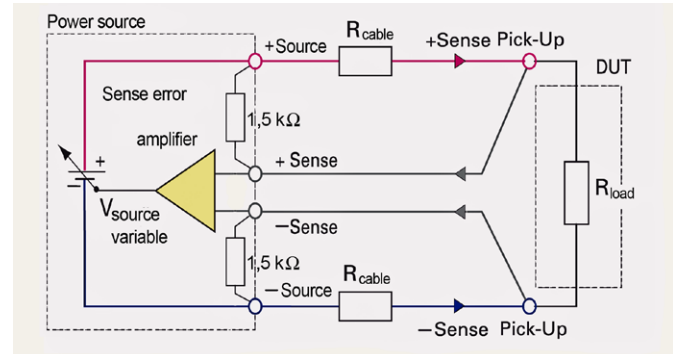 Power source
+Source
Rcable
+Sense Pick-Up
DUT
Sense error
amplifier
1,5 kΩ
+ Sense
+
−
Vsource
variable
−Sense
1,5 kΩ
Rload
−Source
Rcable
−Sense Pick-Up